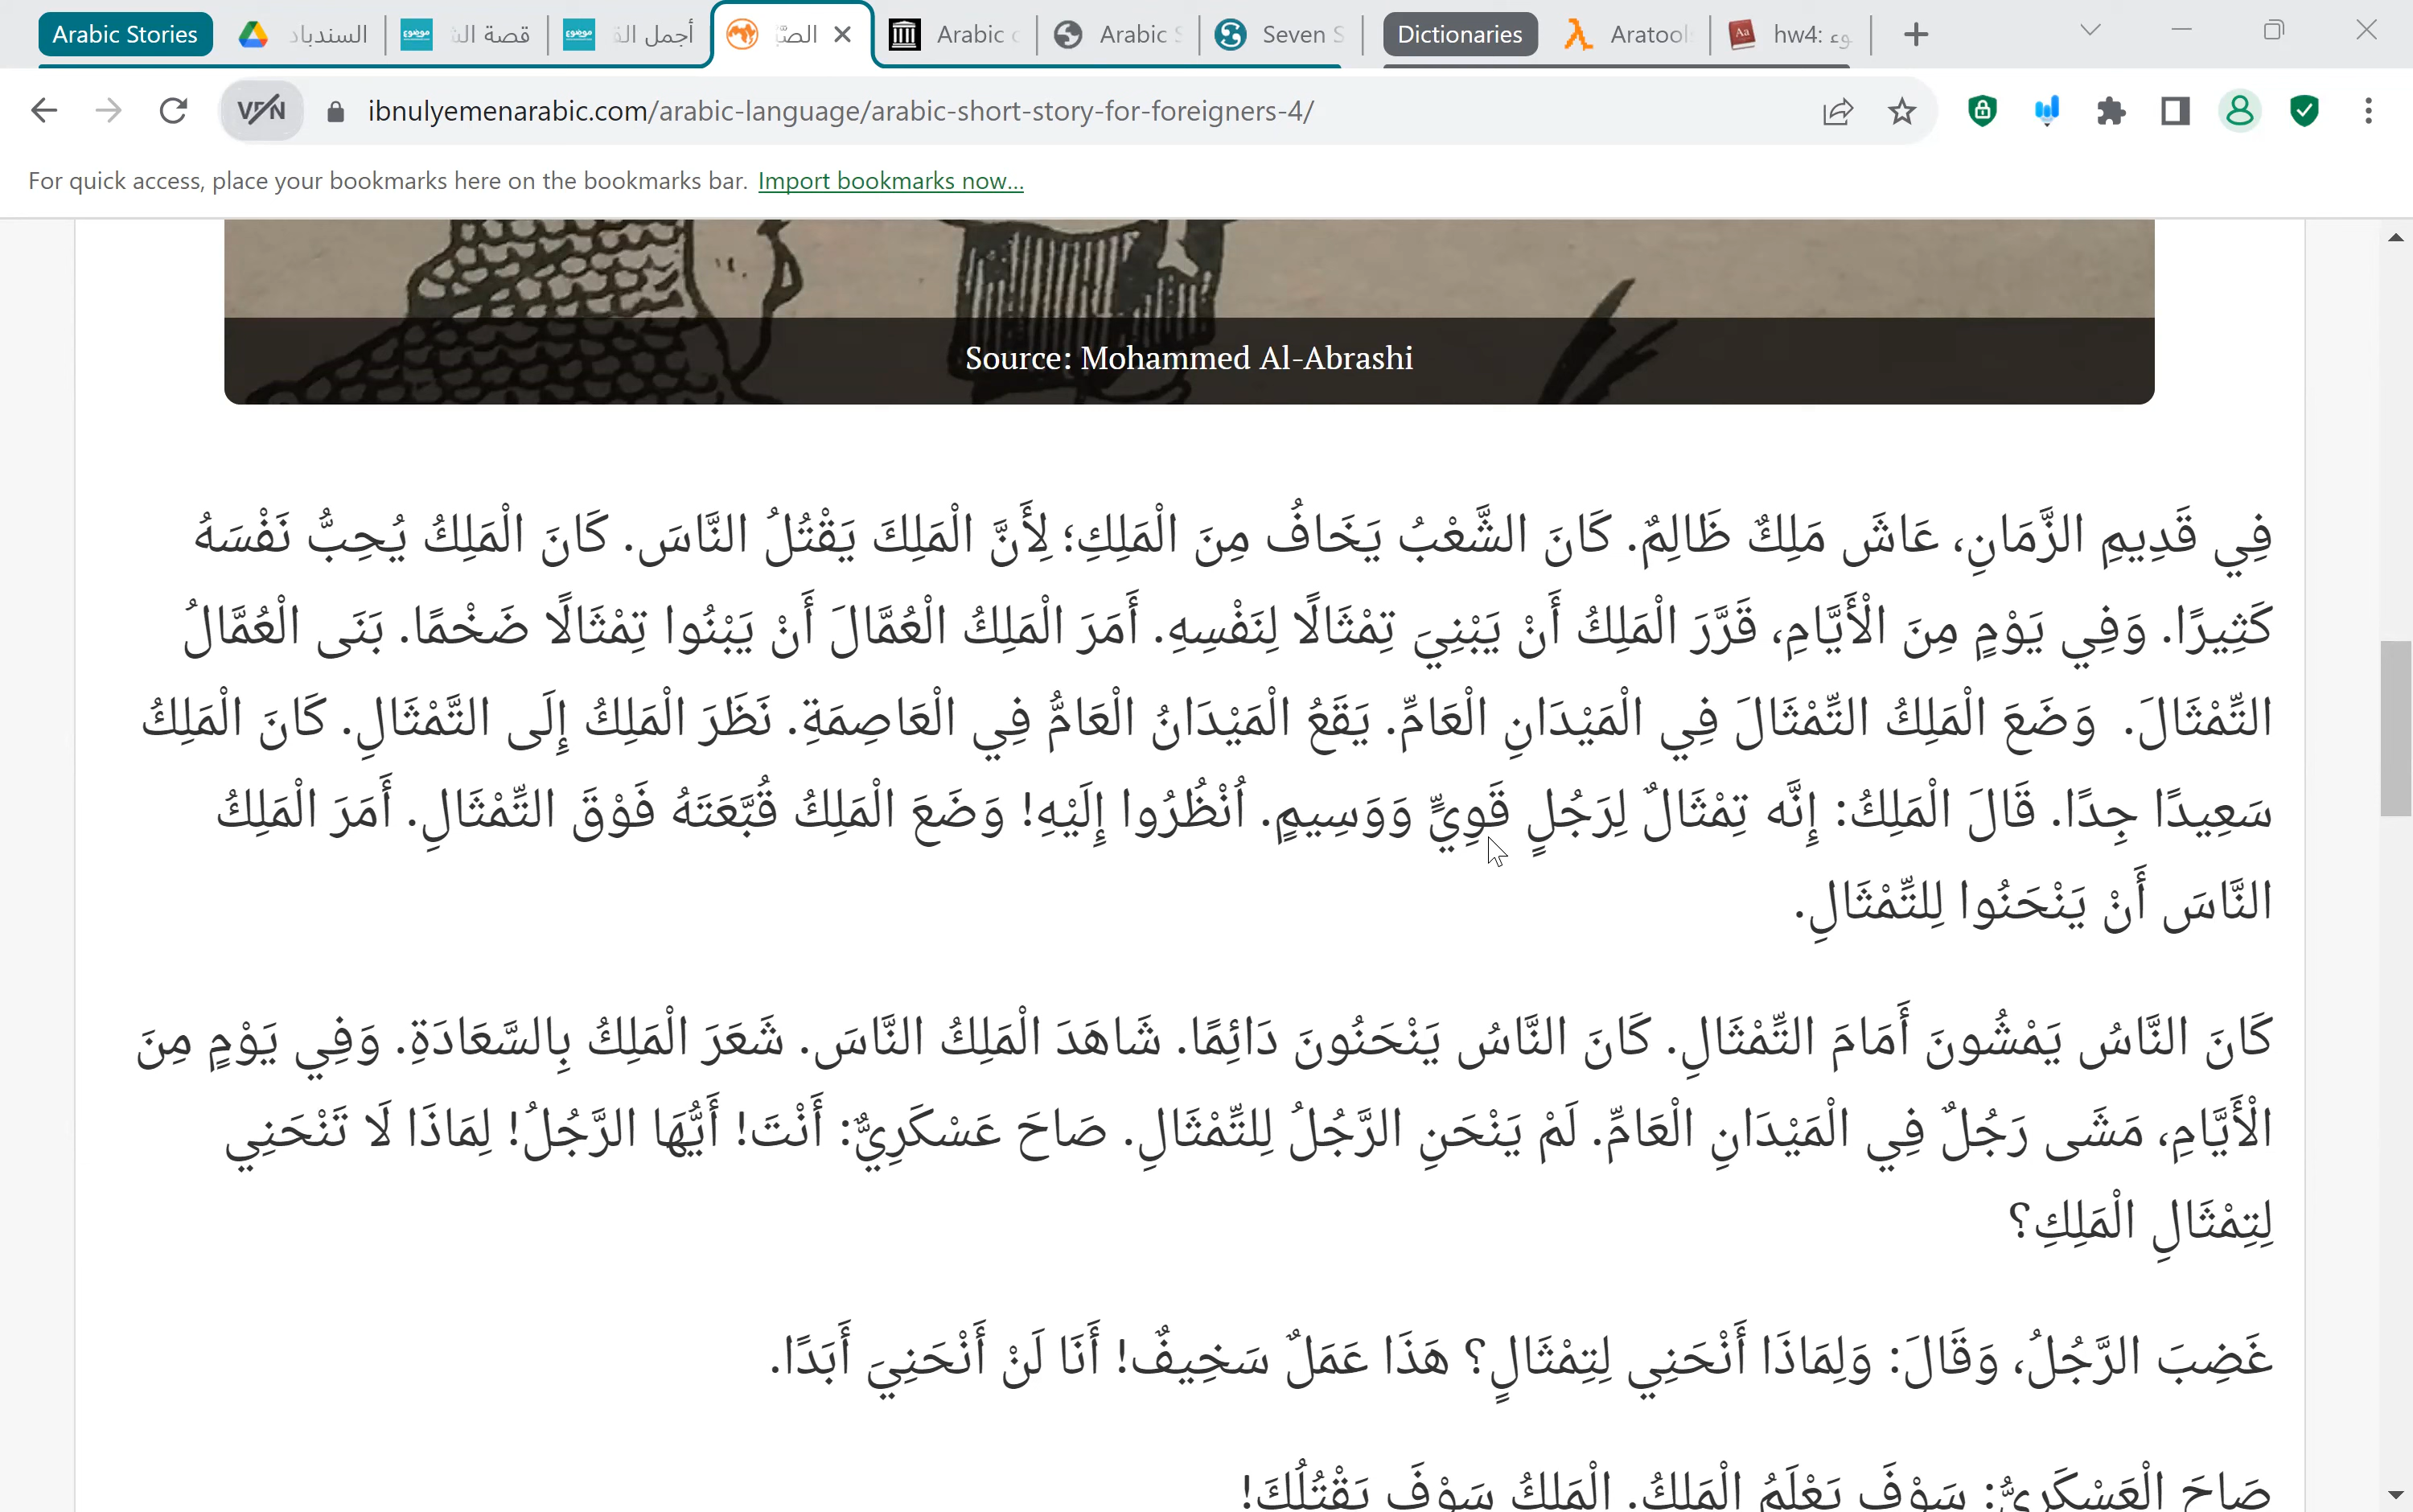 Arabic Stories
السندباد
قصة
أجمل
Arabic
Arabic
Seven
Dictionaries
Aratool
hw4:
VPN
ibnulyemenarabic.com/arabic-language/arabic-short-story-for-foreigners-4/
For quick access, place your bookmarks here on the bookmarks bar. Import bookmarks now...
Source: Mohammed Al-Abrashi
فِي قَدِيمِ الزَّمَانِ، عَاشَ مَلِكٌ ظَالِمٌ. كَانَ الشَّعْبُ يَخَافُ مِنَ الْمَلِكِ؛ لِأَنَّ الْمَلِكَ يَقْتُلُ النَّاسَ. كَانَ الْمَلِكُ يُحِبُّ نَفْسَهُ
كَثِيرًا. وَفِي يَوْمٍ مِنَ الْأَيَّامِ، قَرَّرَ الْمَلِكُ أَنْ يَبْنِيَ تِمْثَالًا لِنَفْسِهِ. أَمَرَ الْمَلِكُ الْعُمَّالَ أَنْ يَبْنُوا تِمْثَالًا ضَخْمًا. بَنَى الْعُمَّالُ
التِّمْثَالَ. وَضَعَ الْمَلِكُ التِّمْثَالَ فِي الْمَيْدَانِ الْعَامِّ. يَقَعُ الْمَيْدَانُ الْعَامُّ فِي الْعَاصِمَةِ. نَظَرَ الْمَلِكُ إِلَى التَّمْثَالِ. كَانَ الْمَلِكُ
سَعِيدًا جِدًا. قَالَ الْمَلِكُ: إِنَّه تِمْثَالٌ لِرَجُلٍ قَوِيٍّ وَوَسِيمٍ. اُنْظُرُوا إِلَيْهِ! وَضَعَ الْمَلِكُ قُبَّعَتَهُ فَوْقَ التِّمْثَالِ. أَمَرَ الْمَلِكُ
النَّاسَ أَنْ يَنْحَنُوا لِلتِّمْثَالِ.
كَانَ النَّاسُ يَمْشُونَ أَمَامَ التِّمْثَالِ. كَانَ النَّاسُ يَنْحَنُونَ دَائِمًا. شَاهَدَ الْمَلِكُ النَّاسَ. شَعَرَ الْمَلِكُ بِالسَّعَادَةِ. وَفِي يَوْمٍ مِنَ
الْأَيَّامِ، مَشَى رَجُلٌ فِي الْمَيْدَانِ الْعَامِّ. لَمْ يَنْحَنِ الرَّجُلُ لِلتِّمْثَالِ. صَاحَ عَسْكَرِيٌّ: أَنْتَ! أَيُّهَا الرَّجُلُ! لِمَاذَا لَا تَنْحَنِي
لِتِمْثَالِ الْمَلِكِ؟
غَضِبَ الرَّجُلُ، وَقَالَ: وَلِمَاذَا أَنْحَنِي لِتِمْثَالٍ؟ هَذَا عَمَلٌ سَخِيفٌ! أَنَا لَنْ أَنْحَنِيَ أَبَدًا.
صَاحَ الْعَسْكَرِيُّ: سَوْفَ يَعْلَمُ الْمَلِكُ. الْمَلِكُ سَوْفَ يَقْتُلُكَ!